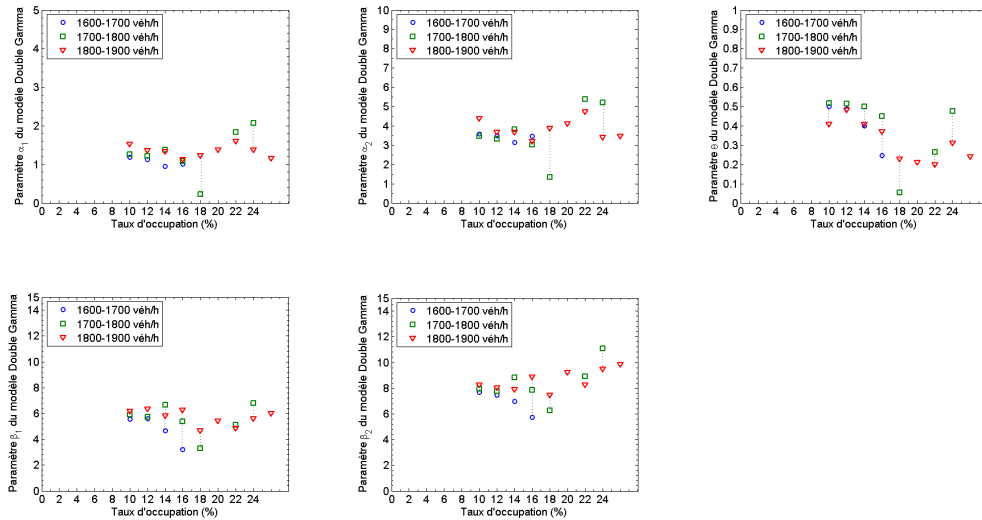 Paramètre α1 du modèle Double Gamma
5
4
3
2
1
0
1600-1700 véh/h
1700-1800 véh/h
1800-1900 véh/h
0 2 4 6 8 10 12 14 16 18 20 22 24
Taux d'occupation (%)
Paramètre α2 du modèle Double Gamma
10
9
8
7
6
5
4
3
2
1
0
1600-1700 véh/h
1700-1800 véh/h
1800-1900 véh/h
0 2 4 6 8 10 12 14 16 18 20 22 24
Taux d'occupation (%)
Paramètre θ du modèle Double Gamma
1
0.9
0.8
0.7
0.6
0.5
0.4
0.3
0.2
0.1
0
1600-1700 véh/h
1700-1800 véh/h
1800-1900 véh/h
0 2 4 6 8 10 12 14 16 18 20 22 24
Taux d'occupation (%)
Paramètre β1 du modèle Double Gamma
15
14
12
10
8
6
4
2
0
1600-1700 véh/h
1700-1800 véh/h
1800-1900 véh/h
0 2 4 6 8 10 12 14 16 18 20 22 24
Taux d'occupation (%)
Paramètre β2 du modèle Double Gamma
15
14
12
10
8
6
4
2
0
1600-1700 véh/h
1700-1800 véh/h
1800-1900 véh/h
0 2 4 6 8 10 12 14 16 18 20 22 24
Taux d'occupation (%)